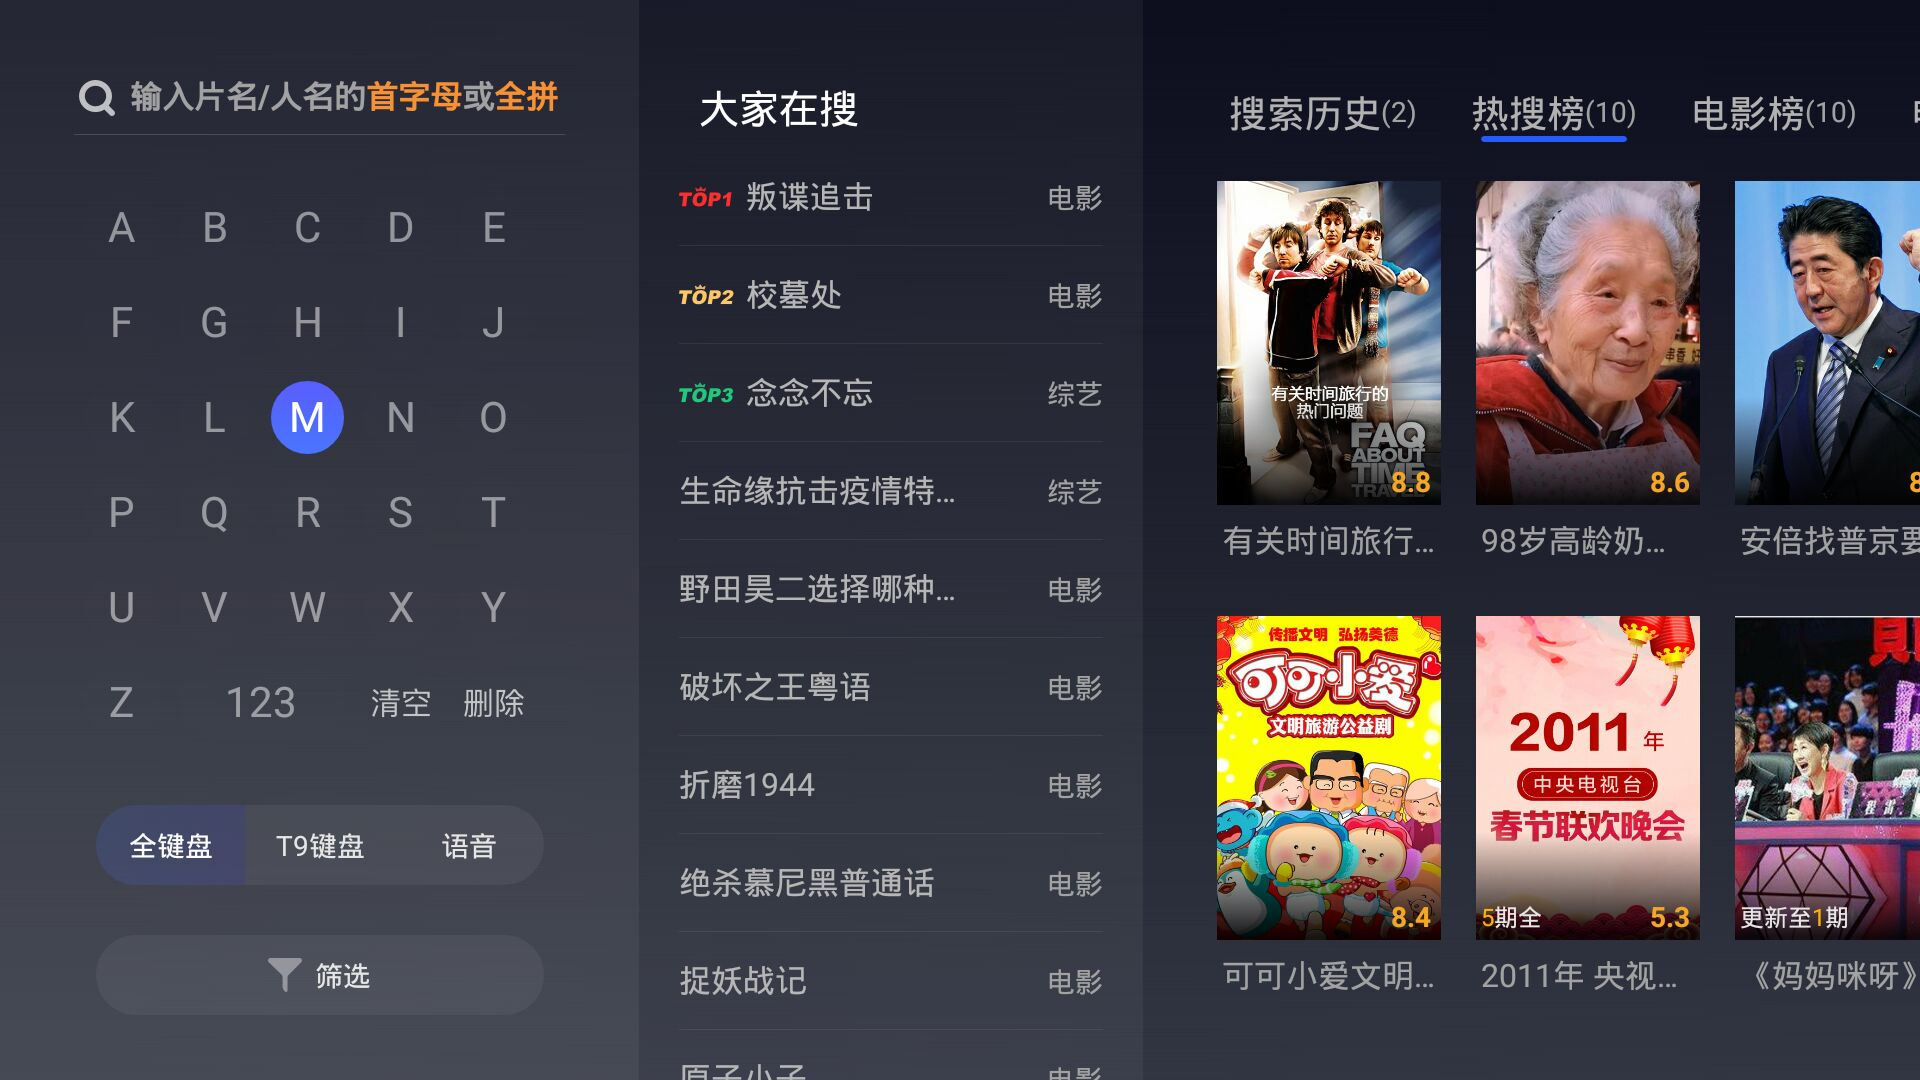 输入片名/人名的首字母或全拼
A B C D E
F G H I J
K L M N O
P Q R S T
U V W X Y
Z 123 清空 删除
全键盘 T9键盘 语音
筛选
大家在搜
TOP1 叛谍追击 电影
TOP2 校墓处 电影
TOP3 念念不忘 综艺
生命缘抗击疫情特... 综艺
野田昊二选择哪种... 电影
破坏之王粤语 电影
折磨1944 电影
绝杀慕尼黑普通话 电影
捉妖战记 电影
原子小子 电影
搜索历史(2) 热搜榜(10) 电影榜(10)
有关时间旅行的
热门问题
FAQ
ABOUT
TIME
TRAVEL
8.8
有关时间旅行...
8.6
98岁高龄奶...
8
安倍找普京要
传播文明 弘扬美德
可可小爱
文明旅游公益剧
8.4
可可小爱文明...
2011年
中央电视台
春节联欢晚会
5期全 5.3
2011年 央视...
更新至1期
《妈妈咪呀》